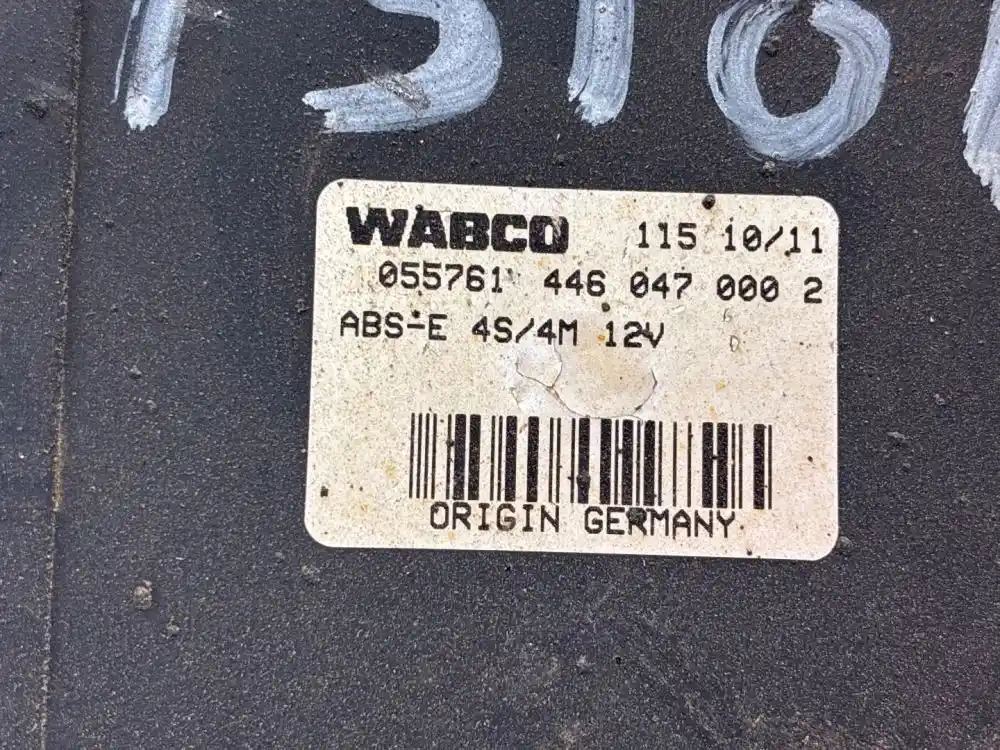 WABCO 115 10/11
055761 446 047 000 2
ABS-E 4S/4M 12V
ORIGIN GERMANY